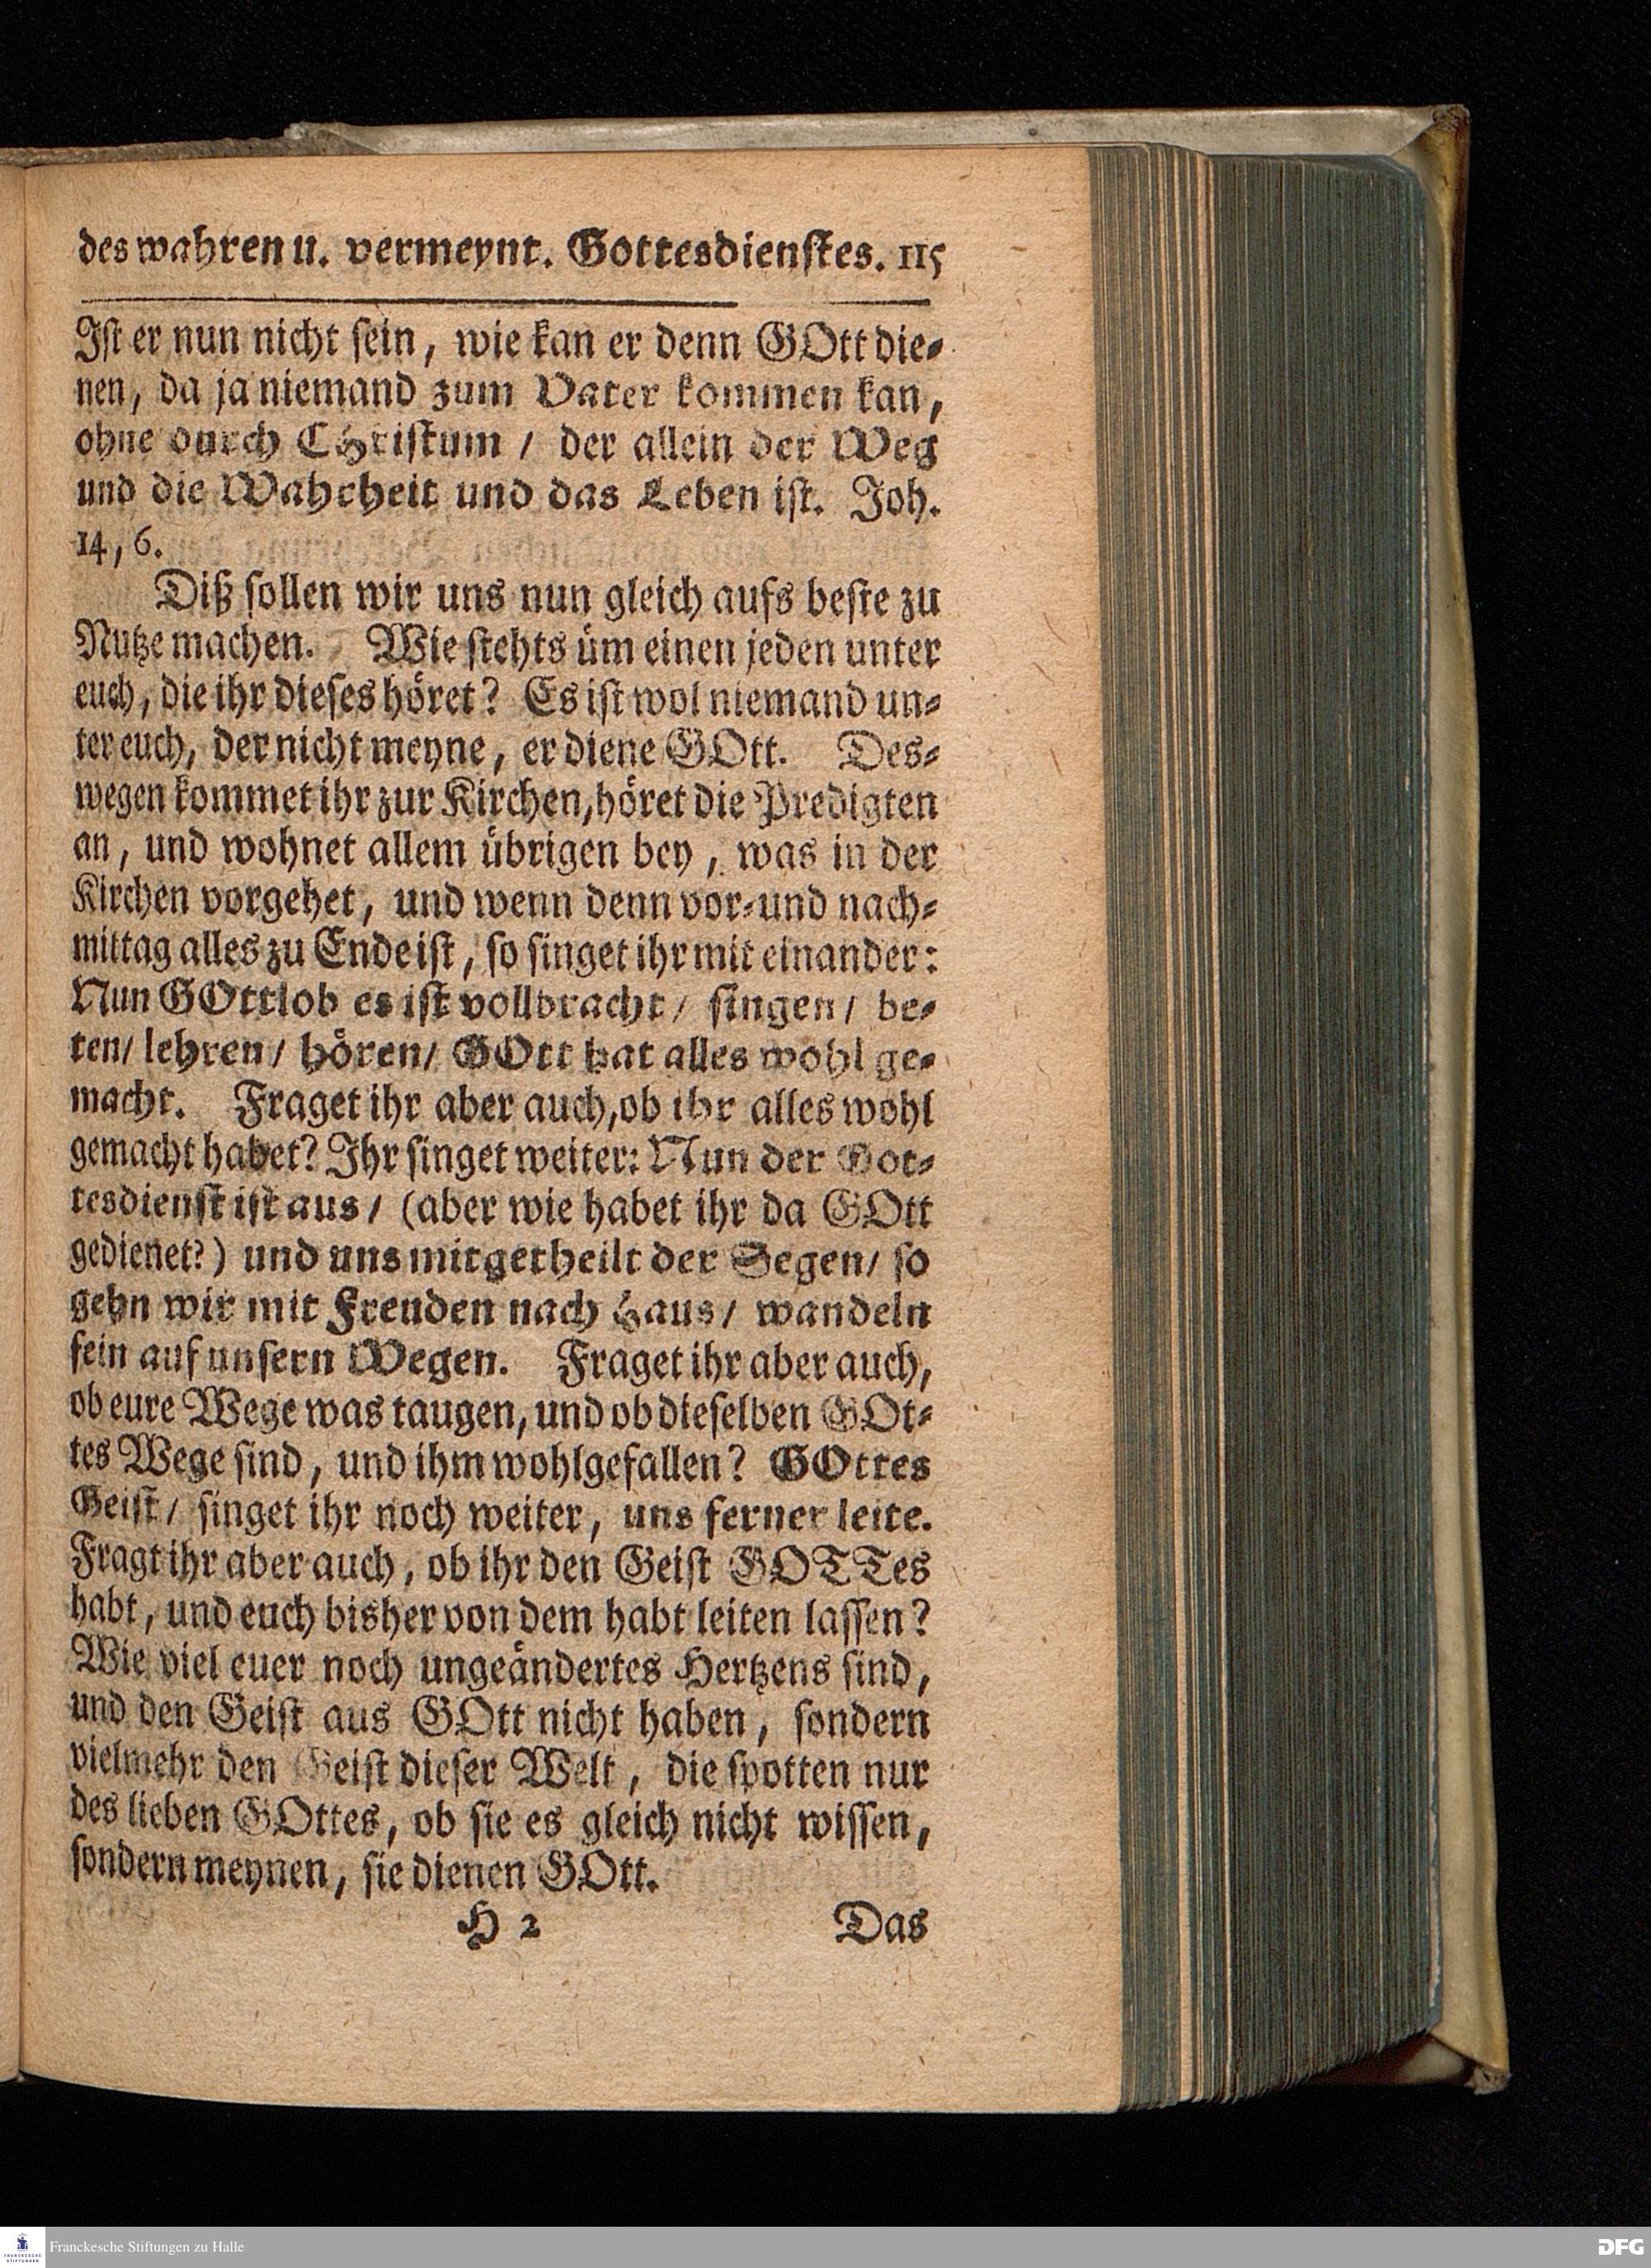 des wahren u. vermeynt. Gottesdienstes. 115
Ist er nun nicht sein, wie kan er denn GOtt die-
nen, da ja niemand zum Vater kommen kan,
ohne durch CHristum / der allein der Weg
und die Wahrheit und das Leben ist. Joh.
14, 6.
Diß sollen wir uns nun gleich aufs beste zu
Nutze machen. Wie stehts üm einen jeden unter
euch, die ihr dieses höret? Es ist wol niemand un-
ter euch, der nicht meyne, er diene GOtt. Des-
wegen kommet ihr zur Kirchen, höret die Predigten
an, und wohnet allem übrigen bey, was in der
Kirchen vorgehet, und wenn denn vor- und nach-
mittag alles zu Ende ist, so singet ihr mit einander:
Nun GOttlob es ist vollbracht / singen / be-
ten / lehren / hören / GOtt hat alles wohl ge-
macht. Fraget ihr aber auch, ob ihr alles wohl
gemacht habet? Ihr singet weiter: Nun der Got-
tesdienst ist aus / (aber wie habet ihr da GOtt
gedienet?) und uns mitgetheilt der Segen / so
gehn wir mit Freuden nach Haus / wandeln
fein auf unsern Wegen. Fraget ihr aber auch,
ob eure Wege was taugen, und ob dieselben GOt-
tes Wege sind, und ihm wohlgefallen? GOttes
Geist / singet ihr noch weiter, uns ferner leite.
Fragt ihr aber auch, ob ihr den Geist GOTTes
habt, und euch bisher von dem habt leiten lassen?
Wie viel euer noch ungeändertes Hertzens sind,
und den Geist aus GOtt nicht haben, sondern
vielmehr den Geist dieser Welt, die spotten nur
des lieben GOttes, ob sie es gleich nicht wissen,
sondern meynen, sie dienen GOtt.
H 2 Das
FRANCKESCHE STIFTUNGEN
Franckesche Stiftungen zu Halle
DFG